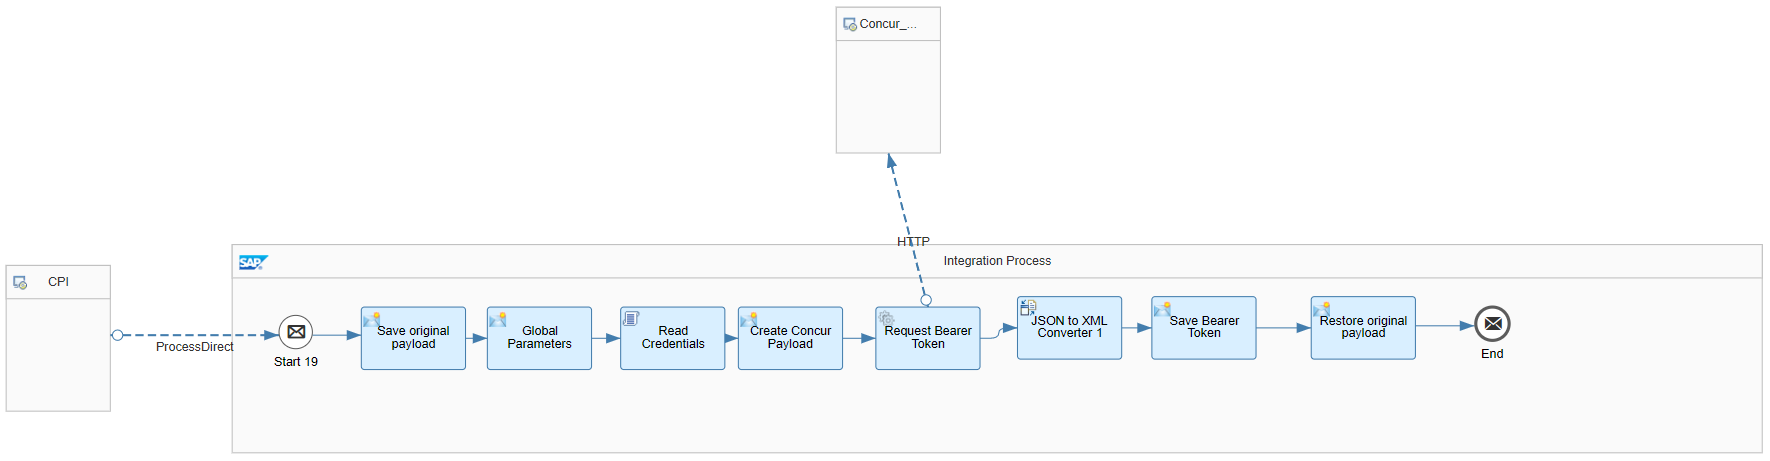 Concur_...
HTTP
SAP
Integration Process
CPI
ProcessDirect
Start 19
Save original
payload
Global
Parameters
Read
Credentials
Create Concur
Payload
Request Bearer
Token
JSON to XML
Converter 1
Save Bearer
Token
Restore original
payload
End